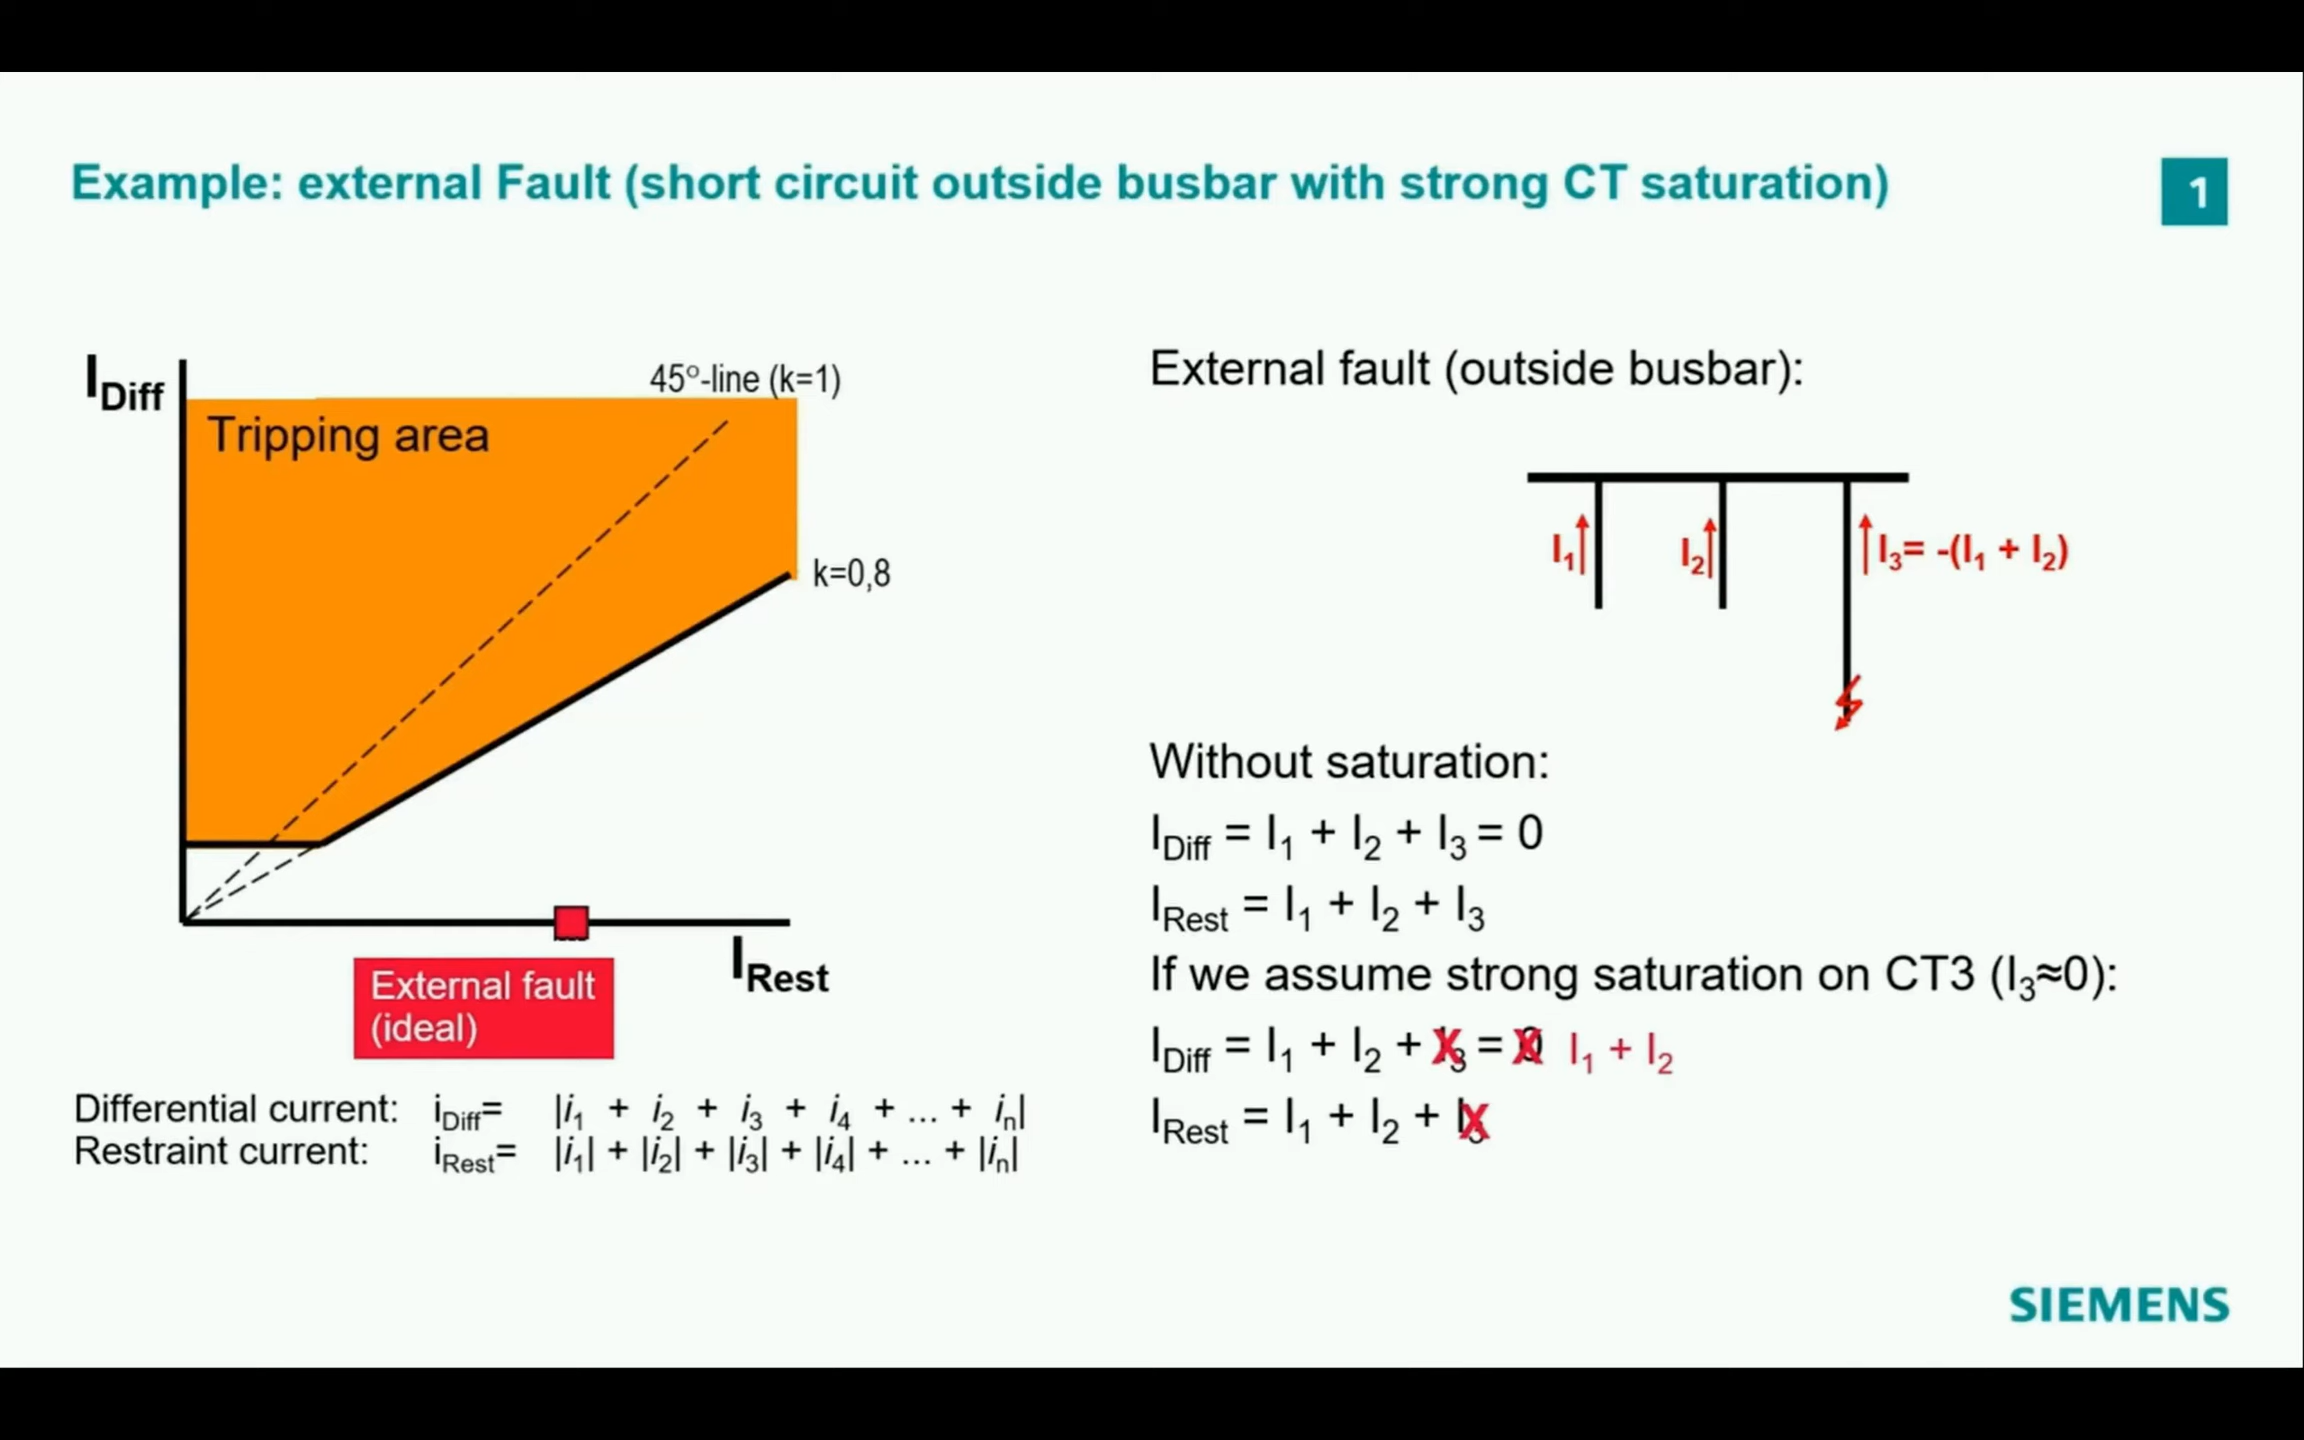 Example: external Fault (short circuit outside busbar with strong CT saturation)
1
I Diff
45°-line (k=1)
Tripping area
k=0,8
I Rest
External fault
(ideal)
Differential current: iDiff= |i1 + i2 + i3 + i4 + ... + in|
Restraint current: iRest= |i1| + |i2| + |i3| + |i4| + ... + |in|
External fault (outside busbar):
I1
I2
I3= -(I1 + I2)
Without saturation:
IDiff = I1 + I2 + I3 = 0
IRest = I1 + I2 + I3
If we assume strong saturation on CT3 (I3≈0):
IDiff = I1 + I2 + I3 = 0 I1 + I2
IRest = I1 + I2 + I3
SIEMENS